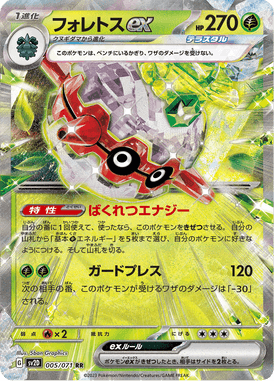 1進化
フォレトスex
HP270
クヌギダマから進化
テラスタル
このポケモンは、ベンチにいるかぎり、ワザのダメージを受けない。
特性 ばくれつエナジー
自分の番に1回使えて、使ったなら、このポケモンをきぜつさせる。自分の
山札から「基本エネルギー」を5枚まで選び、自分のポケモンに好きな
ようにつける。そして山札を切る。
ガードプレス 120
次の相手の番、このポケモンが受けるワザのダメージは「-30」
される。
弱点 ×2 抵抗力 にげる
Illus. 5ban Graphics
exルール
ポケモンexがきぜつしたとき、相手はサイドを2枚とる。
G sv2D 005/071 RR
©2023 Pokémon/Nintendo/Creatures/GAME FREAK.